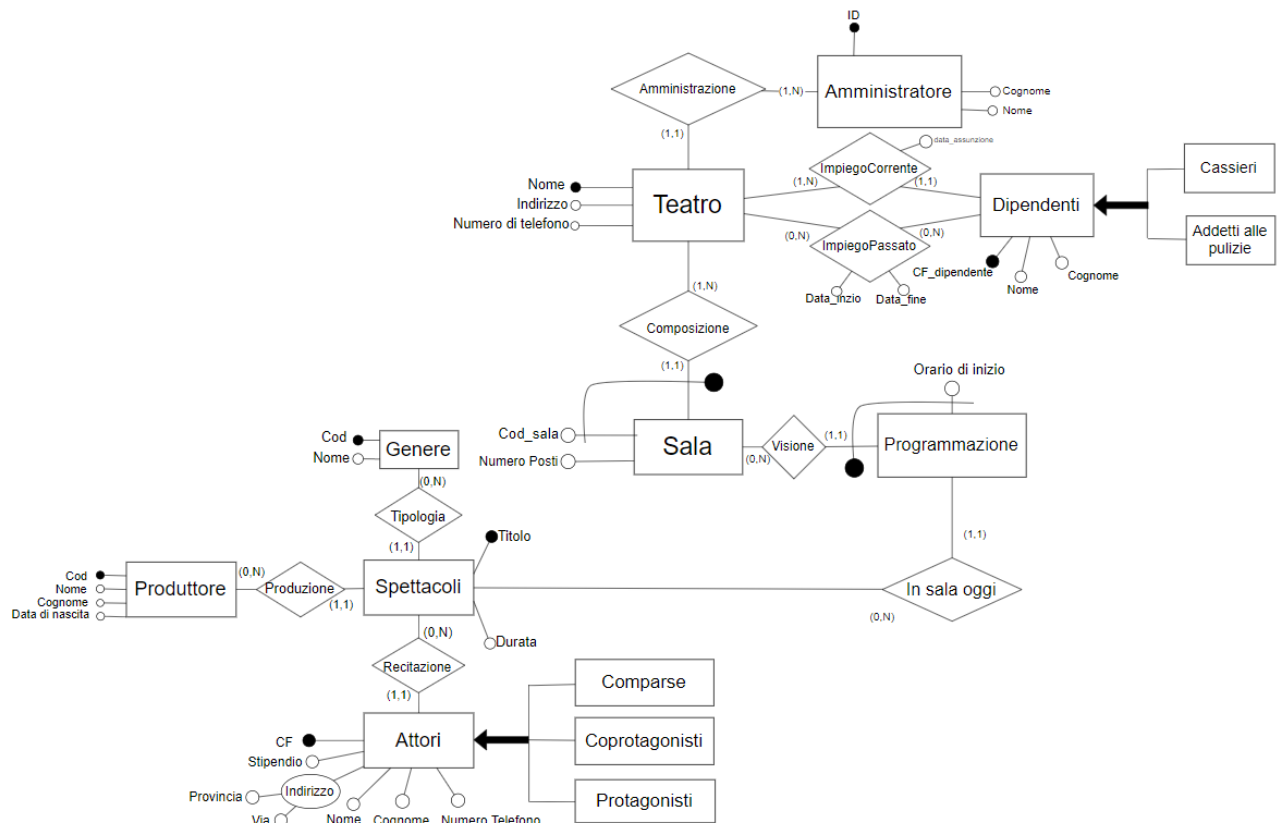 ID
Amministrazione
(1,N)
Amministratore
Cognome
Nome
(1,1)
data_assunzione
ImpiegoCorrente
(1,N)
(1,1)
Cassieri
Nome
Indirizzo
Numero di telefono
Teatro
Dipendenti
Addetti alle
pulizie
(0,N)
ImpiegoPassato
(0,N)
CF_dipendente
Nome
Cognome
Data_inzio
Data_fine
(1,N)
Composizione
(1,1)
Orario di inizio
Cod_sala
Numero Posti
Sala
(0,N)
Visione
(1,1)
Programmazione
Cod
Nome
Genere
(0,N)
Tipologia
(1,1)
Titolo
(1,1)
Cod
Nome
Cognome
Data di nascita
Produttore
(0,N)
Produzione
(1,1)
Spettacoli
In sala oggi
(0,N)
(0,N)
Durata
Recitazione
(1,1)
Comparse
CF
Stipendio
Attori
Coprotagonisti
Indirizzo
Provincia
Via
Nome
Cognome
Numero Telefono
Protagonisti